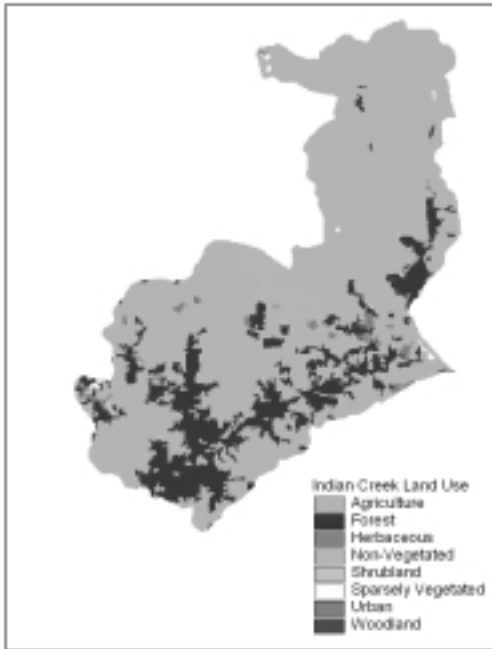 Indian Creek Land Use
Agriculture
Forest
Herbaceous
Non-Vegetated
Shrubland
Sparsely Vegetated
Urban
Woodland